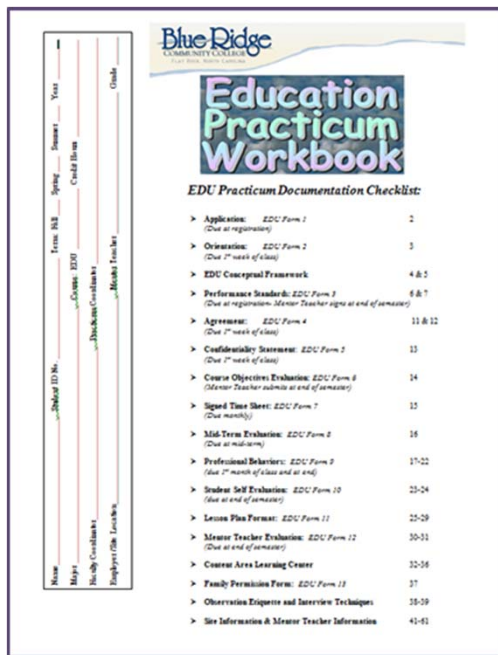 Name Student ID No. Term: Fall Spring Summer Year
Major Course: EDU Credit Hours
Faculty Coordinator Practicum Coordinator
Employer/Site Location Mentor Teacher Grade
Blue Ridge
COMMUNITY COLLEGE
FLAT ROCK, NORTH CAROLINA
Education
Practicum
Workbook
EDU Practicum Documentation Checklist:
➤ Application: EDU Form 1 2
(Due at registration)
➤ Orientation: EDU Form 2 3
(Due 1st week of class)
➤ EDU Conceptual Framework 4 & 5
➤ Performance Standards: EDU Form 3 6 & 7
(Due at registration- Mentor Teacher signs at end of semester)
➤ Agreement: EDU Form 4 11 & 12
(Due 1st week of class)
➤ Confidentiality Statement: EDU Form 5 13
(Due 1st week of class)
➤ Course Objectives Evaluation: EDU Form 6 14
(Mentor Teacher submits at end of semester)
➤ Signed Time Sheet: EDU Form 7 15
(Due monthly)
➤ Mid-Term Evaluation: EDU Form 8 16
(Due at mid-term)
➤ Professional Behaviors: EDU Form 9 17-22
(due 1st month of class and at end)
➤ Student Self Evaluation: EDU Form 10 23-24
(due at end of semester)
➤ Lesson Plan Format: EDU Form 11 25-29
➤ Mentor Teacher Evaluation: EDU Form 12 30-31
(Due at end of semester)
➤ Content Area Learning Center 32-36
➤ Family Permission Form: EDU Form 13 37
➤ Observation Etiquette and Interview Techniques 38-39
➤ Site Information & Mentor Teacher Information 41-61